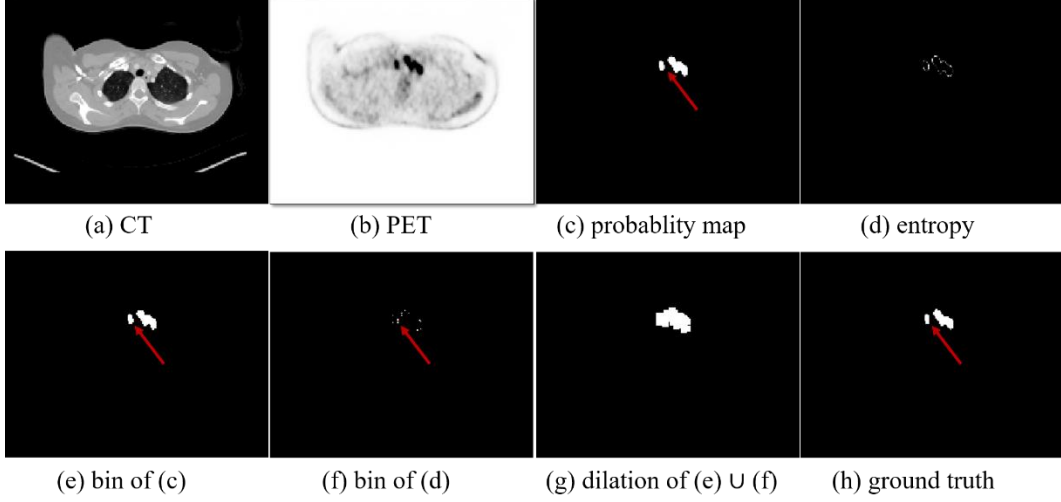 (a) CT
(b) PET
(c) probablity map
(d) entropy
(e) bin of (c)
(f) bin of (d)
(g) dilation of (e) ∪ (f)
(h) ground truth